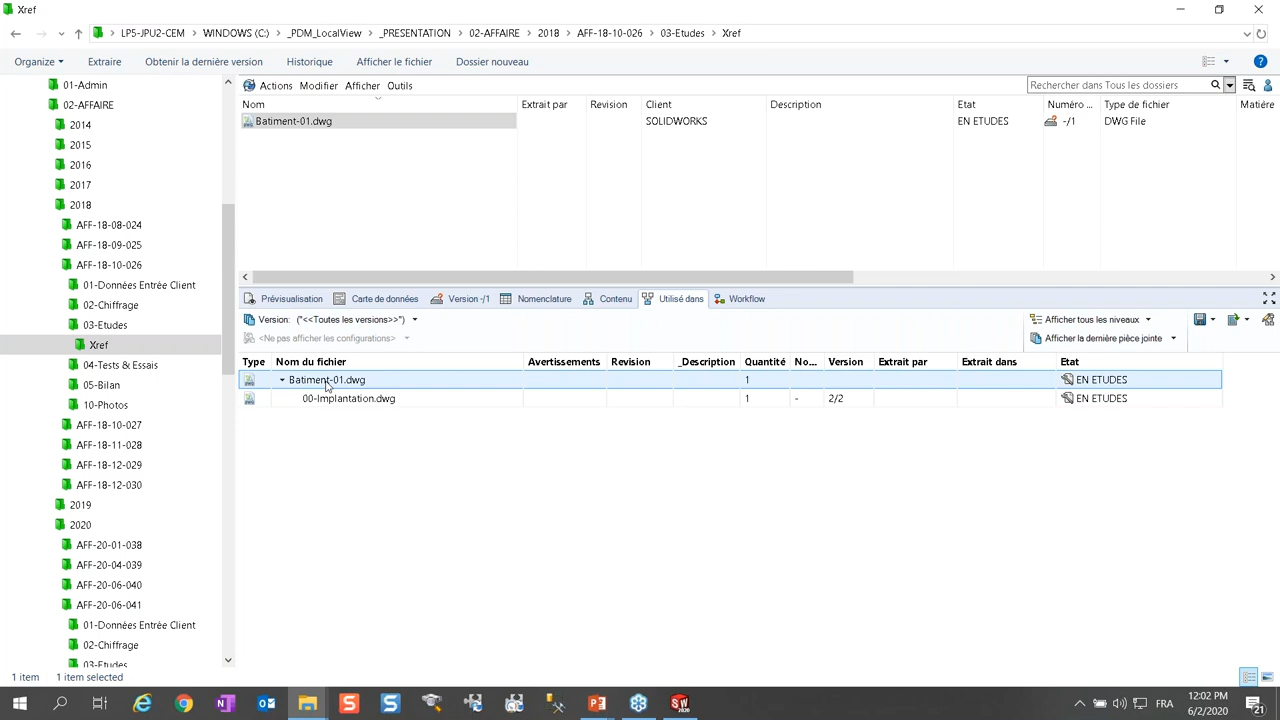 Xref
LP5-JPU2-CEM > WINDOWS (C:) > _PDM_LocalView > _PRESENTATION > 02-AFFAIRE > 2018 > AFF-18-10-026 > 03-Etudes > Xref
Organize Extraire Obtenir la dernière version Historique Afficher le fichier Dossier nouveau
01-Admin
02-AFFAIRE
2014
2015
2016
2017
2018
AFF-18-08-024
AFF-18-09-025
AFF-18-10-026
01-Données Entrée Client
02-Chiffrage
03-Etudes
Xref
04-Tests & Essais
05-Bilan
10-Photos
AFF-18-10-027
AFF-18-11-028
AFF-18-12-029
AFF-18-12-030
2019
2020
AFF-20-01-038
AFF-20-04-039
AFF-20-06-040
AFF-20-06-041
01-Données Entrée Client
02-Chiffrage
03-Etudes
Actions Modifier Afficher Outils Rechercher dans Tous les dossiers
Nom Extrait par Revision Client Description Etat Numéro ... Type de fichier Matière
Batiment-01.dwg SOLIDWORKS EN ETUDES -/1 DWG File
Prévisualisation Carte de données Version -/1 Nomenclature Contenu Utilisé dans Workflow
Version: ("<<Toutes les versions>>") Afficher tous les niveaux
<Ne pas afficher les configurations> Afficher la dernière pièce jointe
Type Nom du fichier Avertissements Revision _Description Quantité No... Version Extrait par Extrait dans Etat
Batiment-01.dwg 1 EN ETUDES
00-Implantation.dwg 1 - 2/2 EN ETUDES
1 item 1 item selected
FRA 12:02 PM
6/2/2020
21